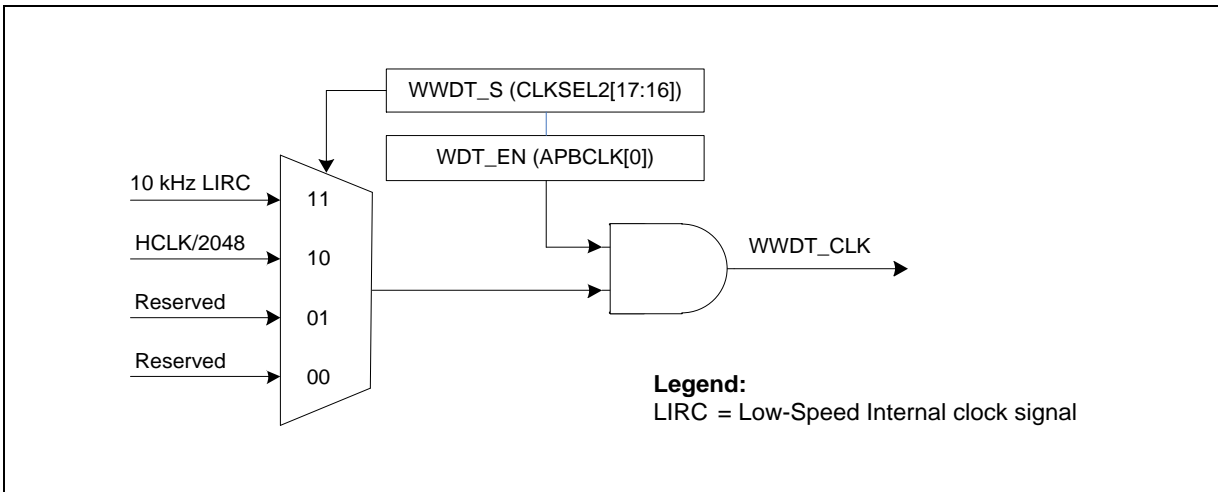 WWDT_S (CLKSEL2[17:16])
WDT_EN (APBCLK[0])
10 kHz LIRC
11
HCLK/2048
10
WWDT_CLK
Reserved
01
Reserved
00
Legend:
LIRC = Low-Speed Internal clock signal